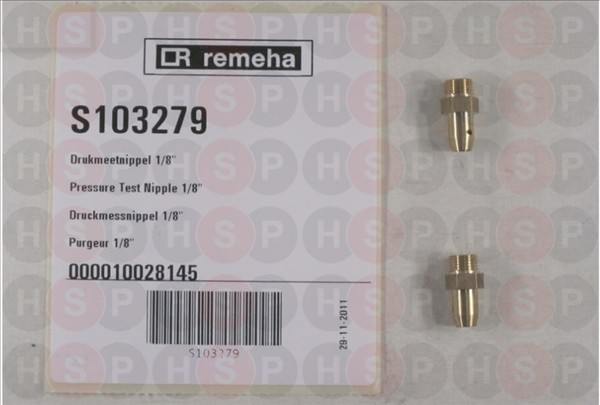 remeha
S103279
Drukmeetnippel 1/8"
Pressure Test Nipple 1/8"
Druckmessnippel 1/8"
Purgeur 1/8"
000010028145
S103279
29-11-2011